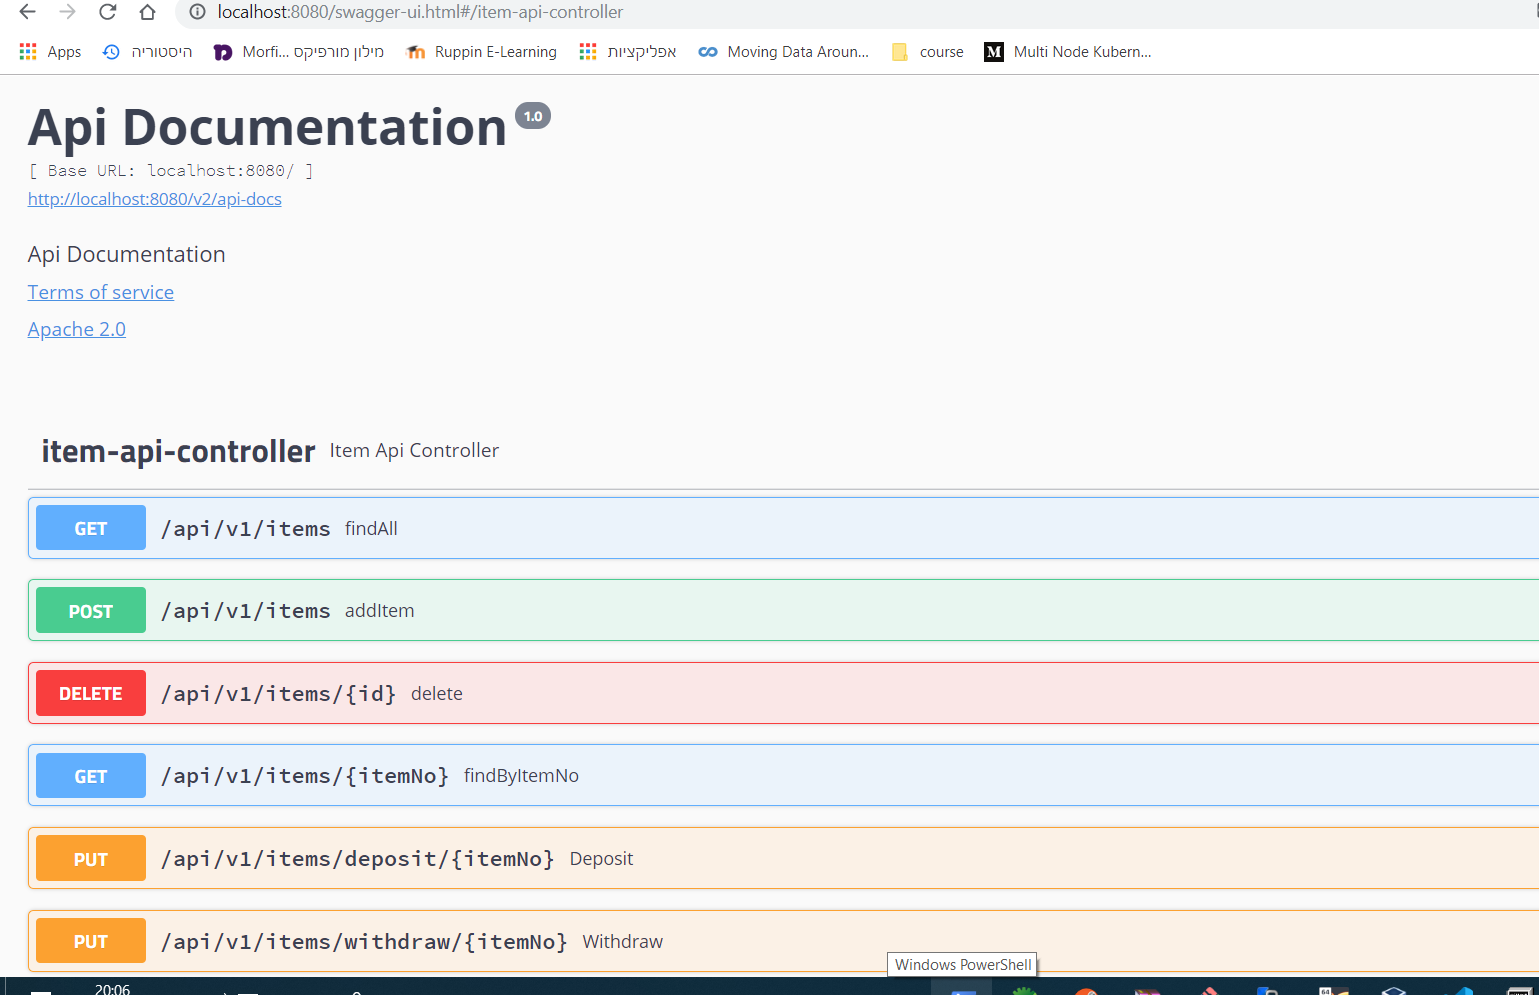 localhost:8080/swagger-ui.html#/item-api-controller
Apps היסטוריה Morfi... מילון מורפיקס Ruppin E-Learning אפליקציות Moving Data Aroun... course M Multi Node Kubern...
Api Documentation 1.0
[ Base URL: localhost:8080/ ]
http://localhost:8080/v2/api-docs
Api Documentation
Terms of service
Apache 2.0
item-api-controller Item Api Controller
GET /api/v1/items findAll
POST /api/v1/items addItem
DELETE /api/v1/items/{id} delete
GET /api/v1/items/{itemNo} findByItemNo
PUT /api/v1/items/deposit/{itemNo} Deposit
PUT /api/v1/items/withdraw/{itemNo} Withdraw
Windows PowerShell
20:06
64